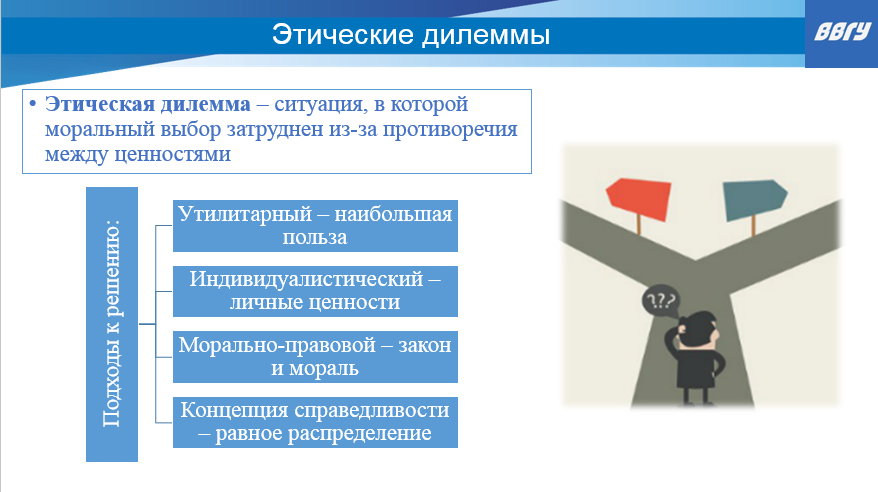 Этические дилеммы
ВВГУ
• Этическая дилемма – ситуация, в которой
моральный выбор затруднен из-за противоречия
между ценностями
Подходы к решению:
Утилитарный – наибольшая
польза
Индивидуалистический –
личные ценности
Морально-правовой – закон
и мораль
Концепция справедливости
– равное распределение
???